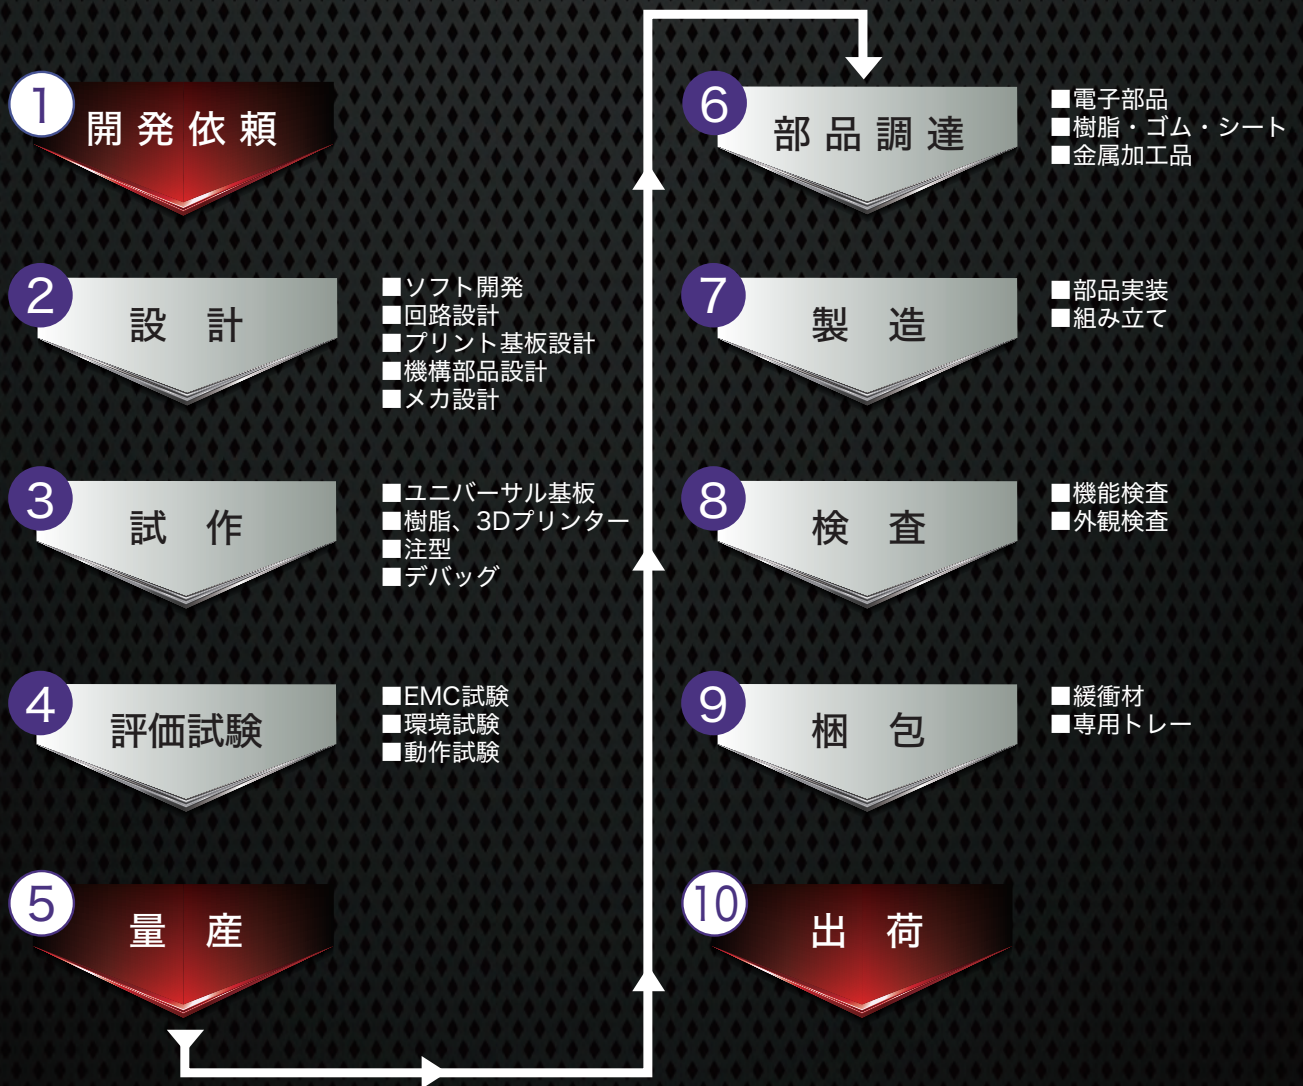 1
開発依頼
2
設 計
■ソフト開発
■回路設計
■プリント基板設計
■機構部品設計
■メカ設計
3
試 作
■ユニバーサル基板
■樹脂、3Dプリンター
■注型
■デバッグ
4
評価試験
■EMC試験
■環境試験
■動作試験
5
量 産
6
部品調達
■電子部品
■樹脂・ゴム・シート
■金属加工品
7
製 造
■部品実装
■組み立て
8
検 査
■機能検査
■外観検査
9
梱 包
■緩衝材
■専用トレー
10
出 荷